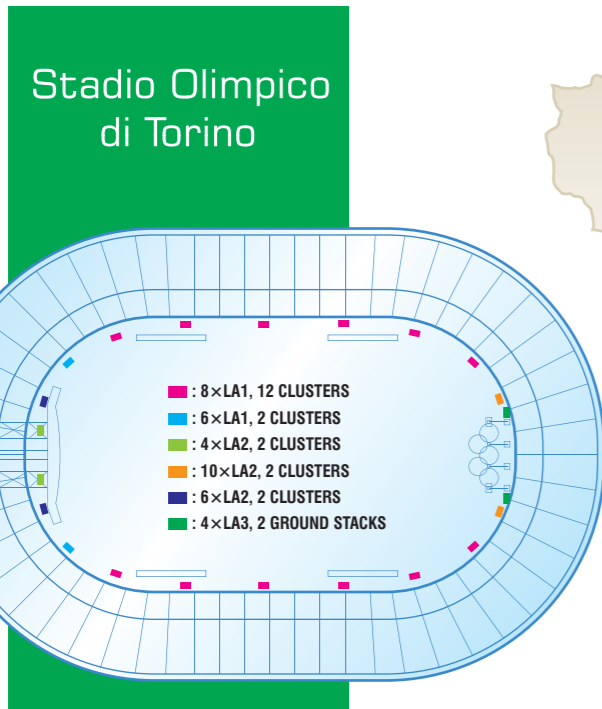 Stadio Olimpico
di Torino
: 8×LA1, 12 CLUSTERS
: 6×LA1, 2 CLUSTERS
: 4×LA2, 2 CLUSTERS
: 10×LA2, 2 CLUSTERS
: 6×LA2, 2 CLUSTERS
: 4×LA3, 2 GROUND STACKS